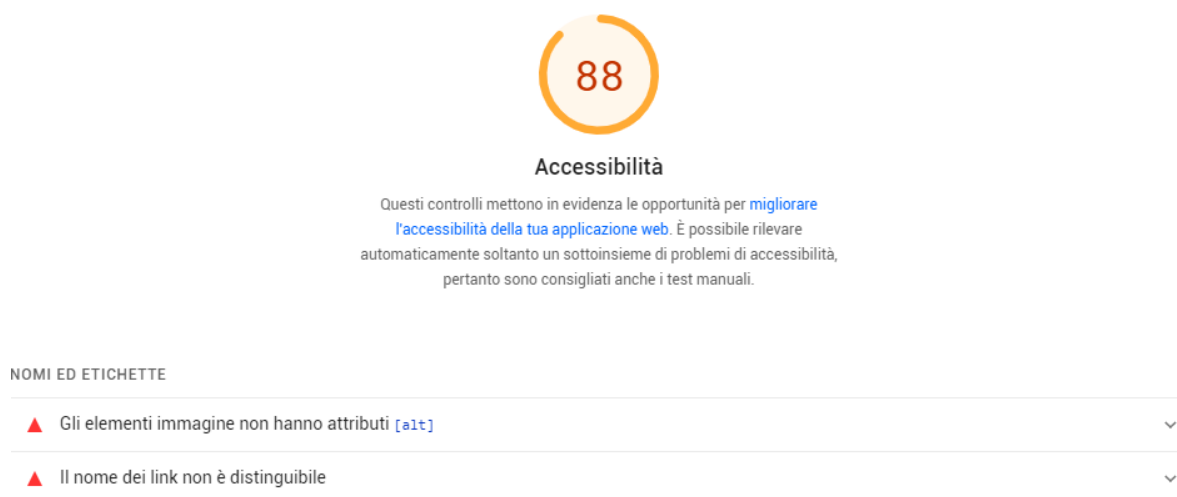 88
Accessibilità
Questi controlli mettono in evidenza le opportunità per migliorare
l'accessibilità della tua applicazione web. È possibile rilevare
automaticamente soltanto un sottoinsieme di problemi di accessibilità,
pertanto sono consigliati anche i test manuali.
NOMI ED ETICHETTE
Gli elementi immagine non hanno attributi [alt]
Il nome dei link non è distinguibile